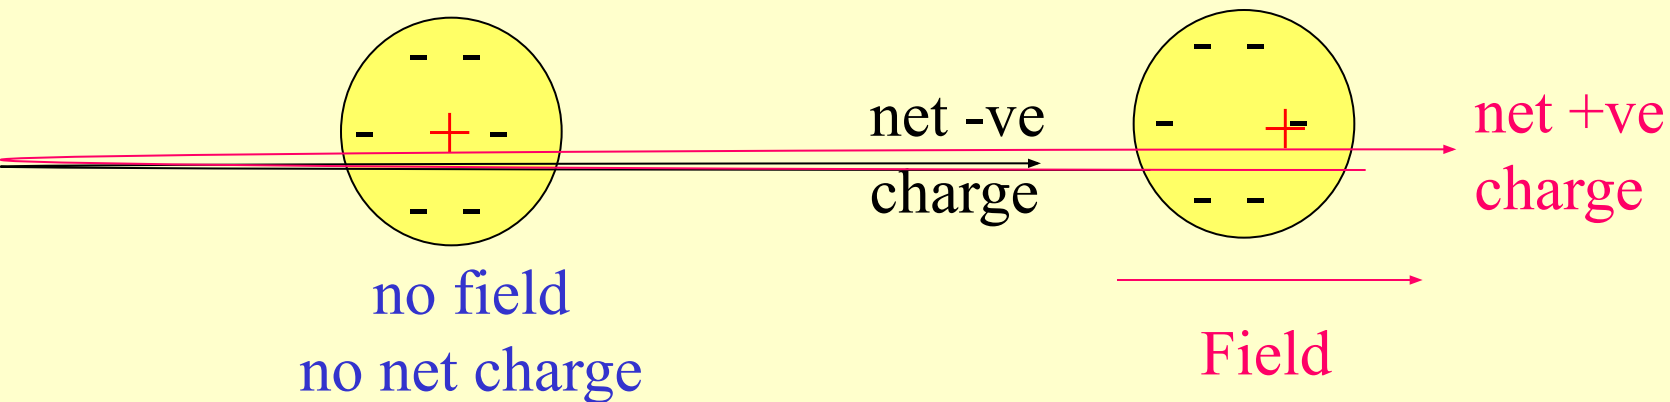 - -
- + -
- -
no field
no net charge
net -ve
charge
- -
- + -
- -
net +ve
charge
Field